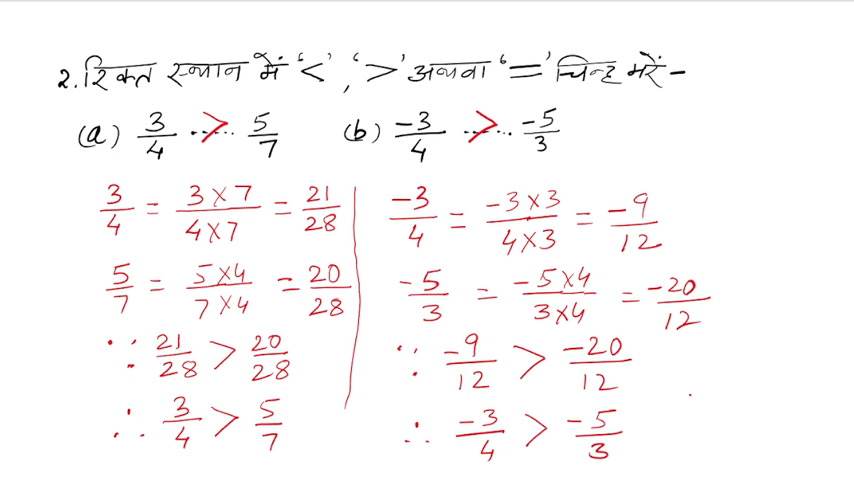 2. रिक्त स्थान में '<', '>' अथवा '=' चिन्ह भरें -
(a) 3/4 ...>... 5/7 (b) -3/4 ...>... -5/3
3/4 = 3×7/4×7 = 21/28
5/7 = 5×4/7×4 = 20/28
∵ 21/28 > 20/28
∴ 3/4 > 5/7
-3/4 = -3×3/4×3 = -9/12
-5/3 = -5×4/3×4 = -20/12
∵ -9/12 > -20/12
∴ -3/4 > -5/3